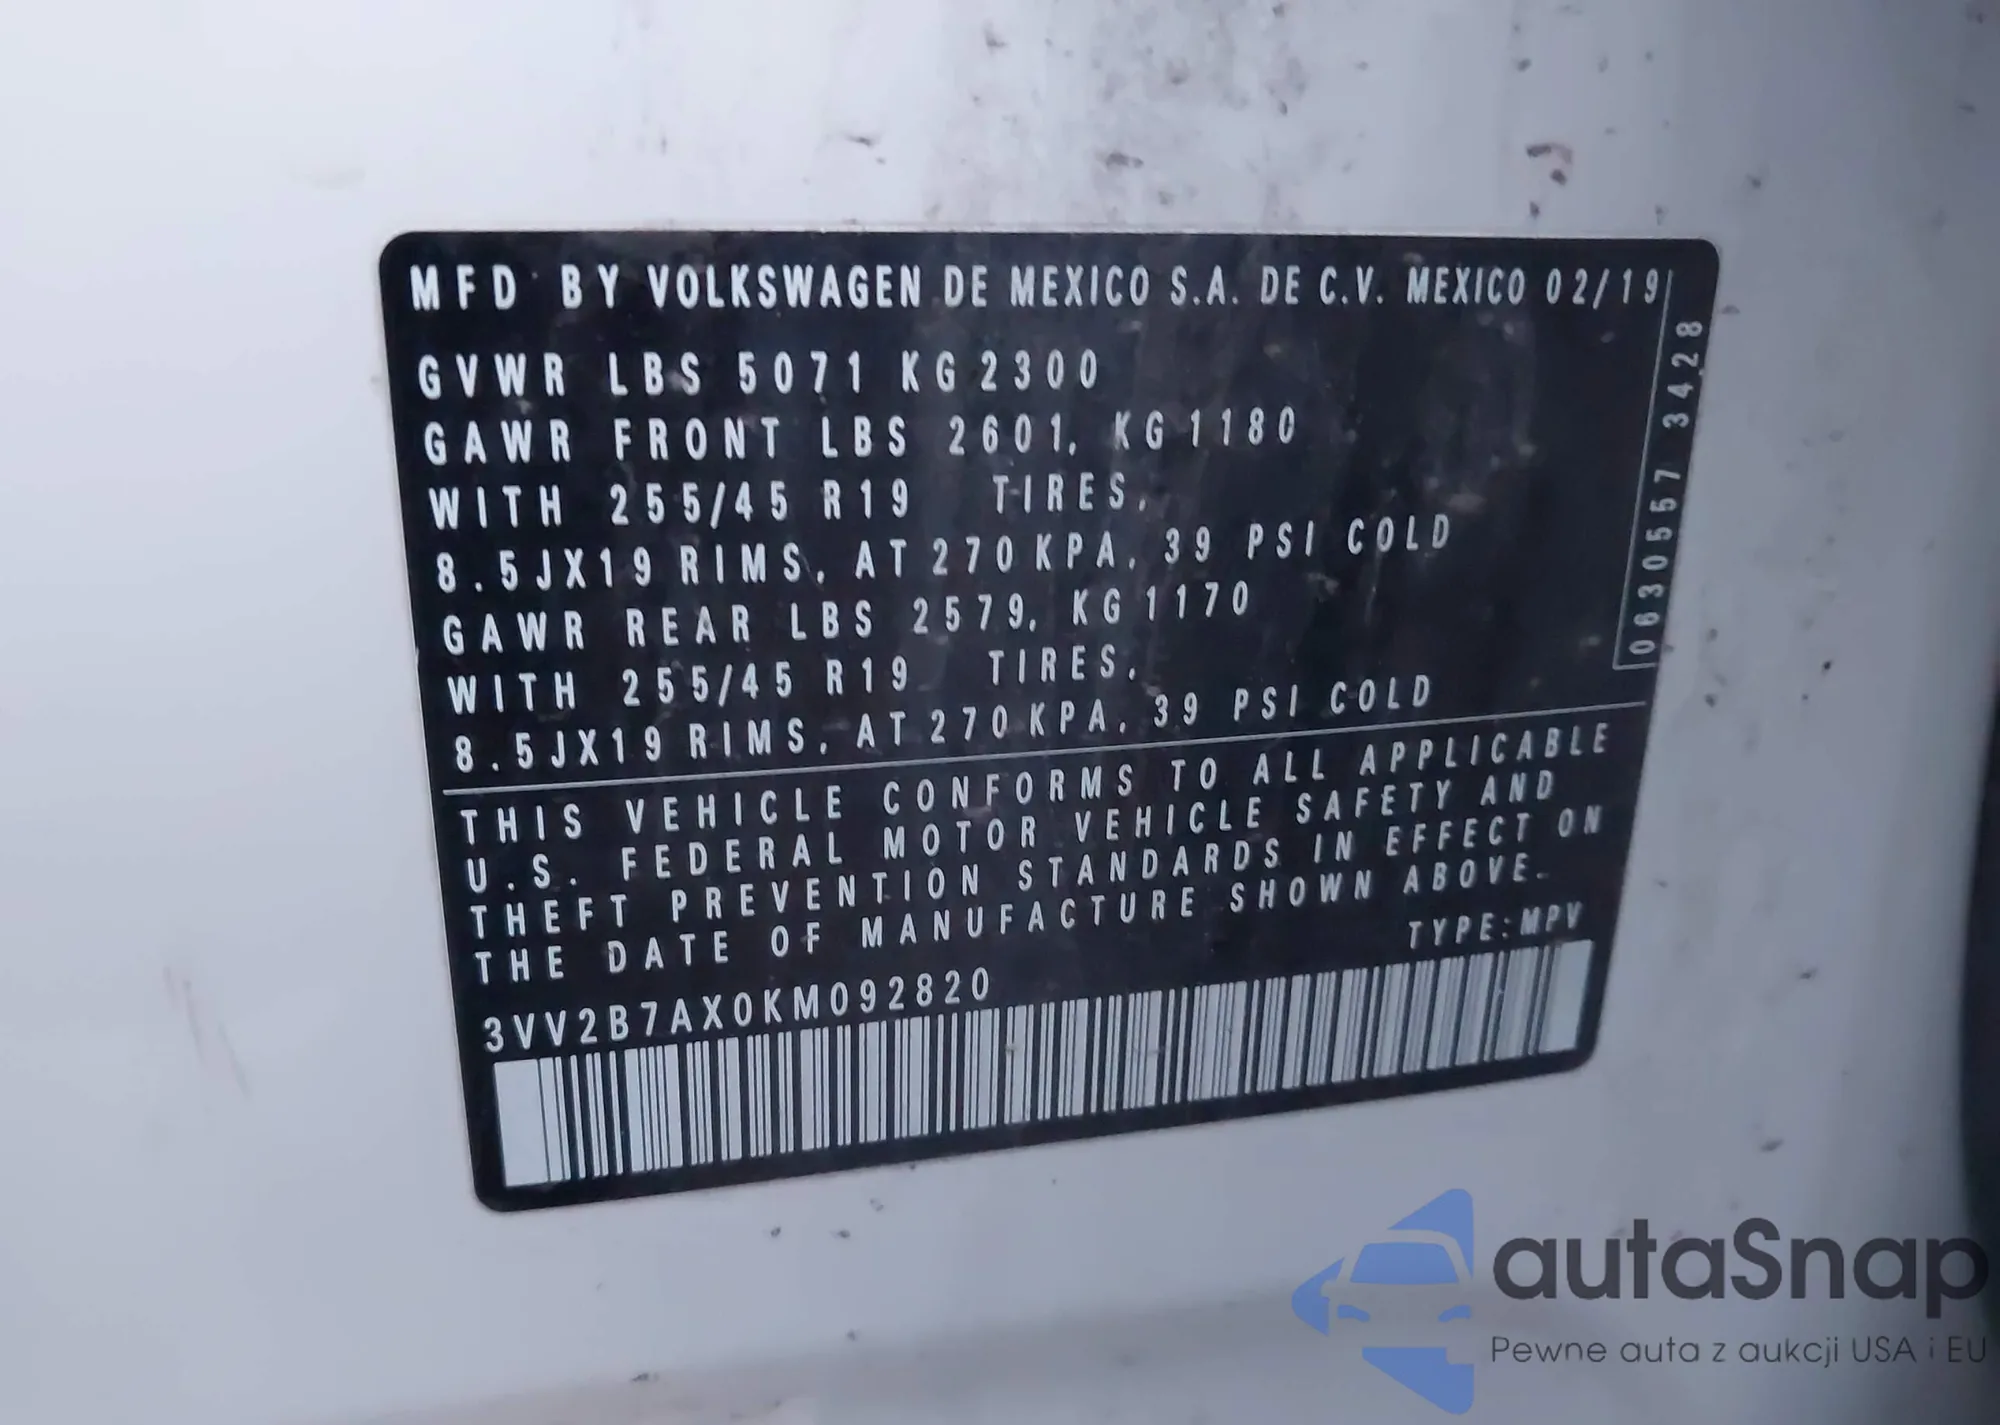 MFD BY VOLKSWAGEN DE MEXICO S.A. DE C.V. MEXICO 02/19
GVWR LBS 5071 KG 2300
GAWR FRONT LBS 2601, KG 1180
WITH 255/45 R19 TIRES,
8.5JX19 RIMS, AT 270 KPA, 39 PSI COLD
GAWR REAR LBS 2579, KG 1170
WITH 255/45 R19 TIRES,
8.5JX19 RIMS, AT 270 KPA, 39 PSI COLD
0630557 3428
THIS VEHICLE CONFORMS TO ALL APPLICABLE
U.S. FEDERAL MOTOR VEHICLE SAFETY AND
THEFT PREVENTION STANDARDS IN EFFECT ON
THE DATE OF MANUFACTURE SHOWN ABOVE.
TYPE: MPV
3VV2B7AX0KM092820
autaSnap
Pewne auta z aukcji USA i EU